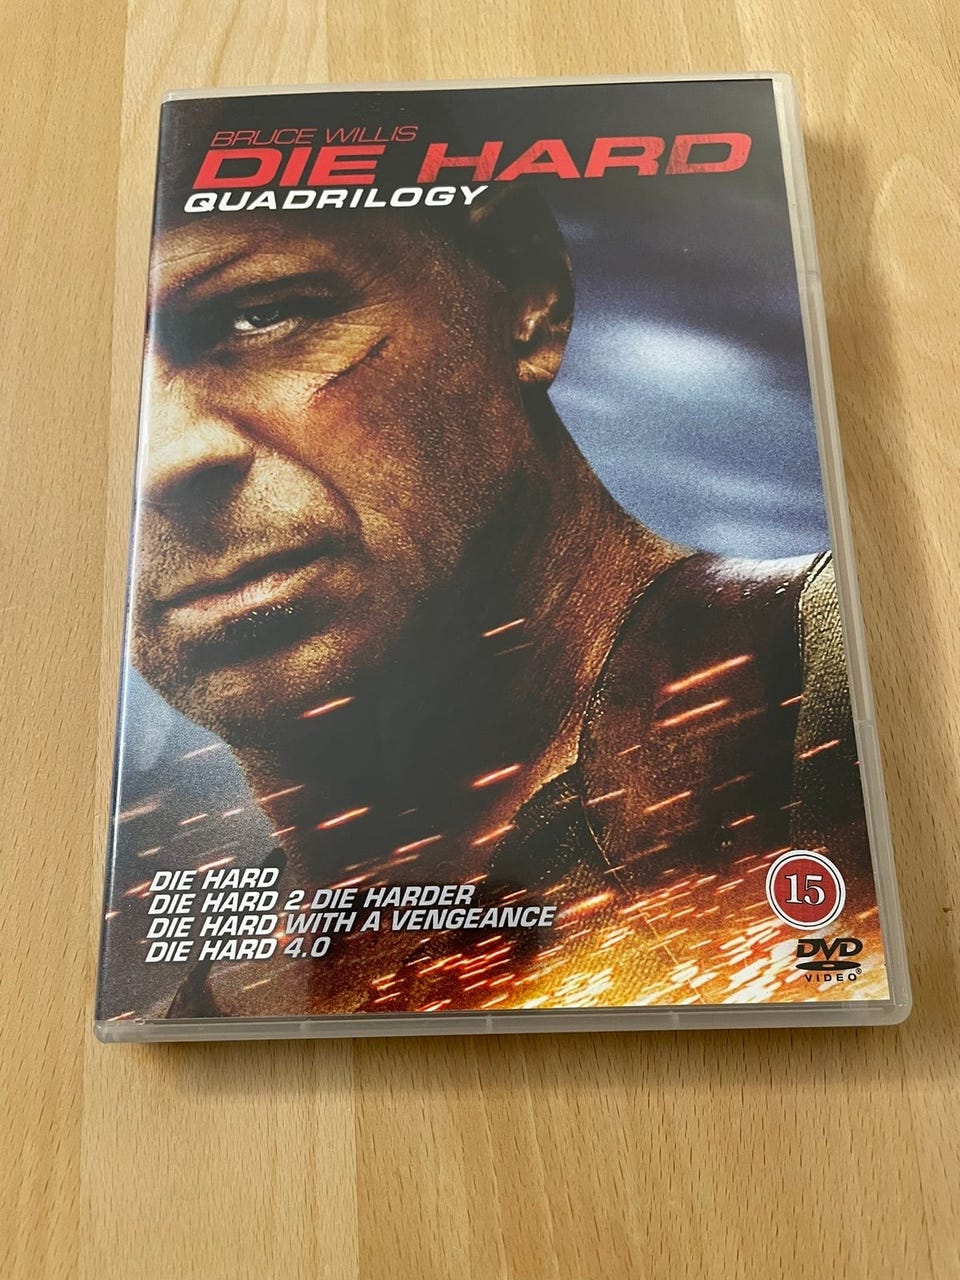 BRUCE WILLIS
DIE HARD
QUADRILOGY
DIE HARD
DIE HARD 2 DIE HARDER
DIE HARD WITH A VENGEANCE
DIE HARD 4.0
15
DVD
VIDEO®